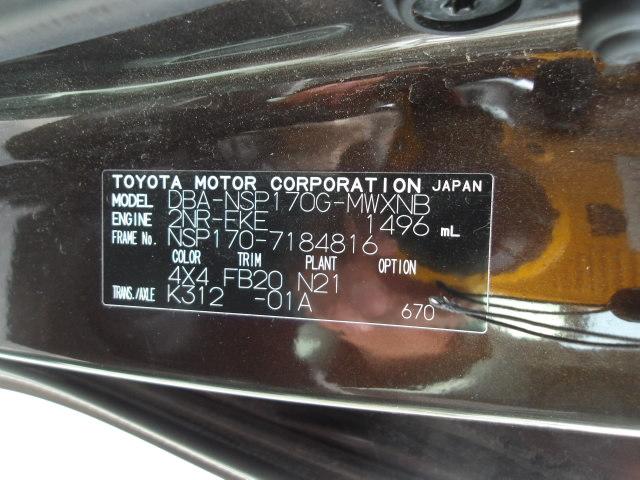 TOYOTA MOTOR CORPORATION JAPAN
MODEL DBA-NSP170G-MWXNB
ENGINE 2NR-FKE 1496 mL
FRAME No. NSP170-7184816
COLOR TRIM PLANT OPTION
4X4 FB20 N21
TRANS./AXLE K312 -01A
670